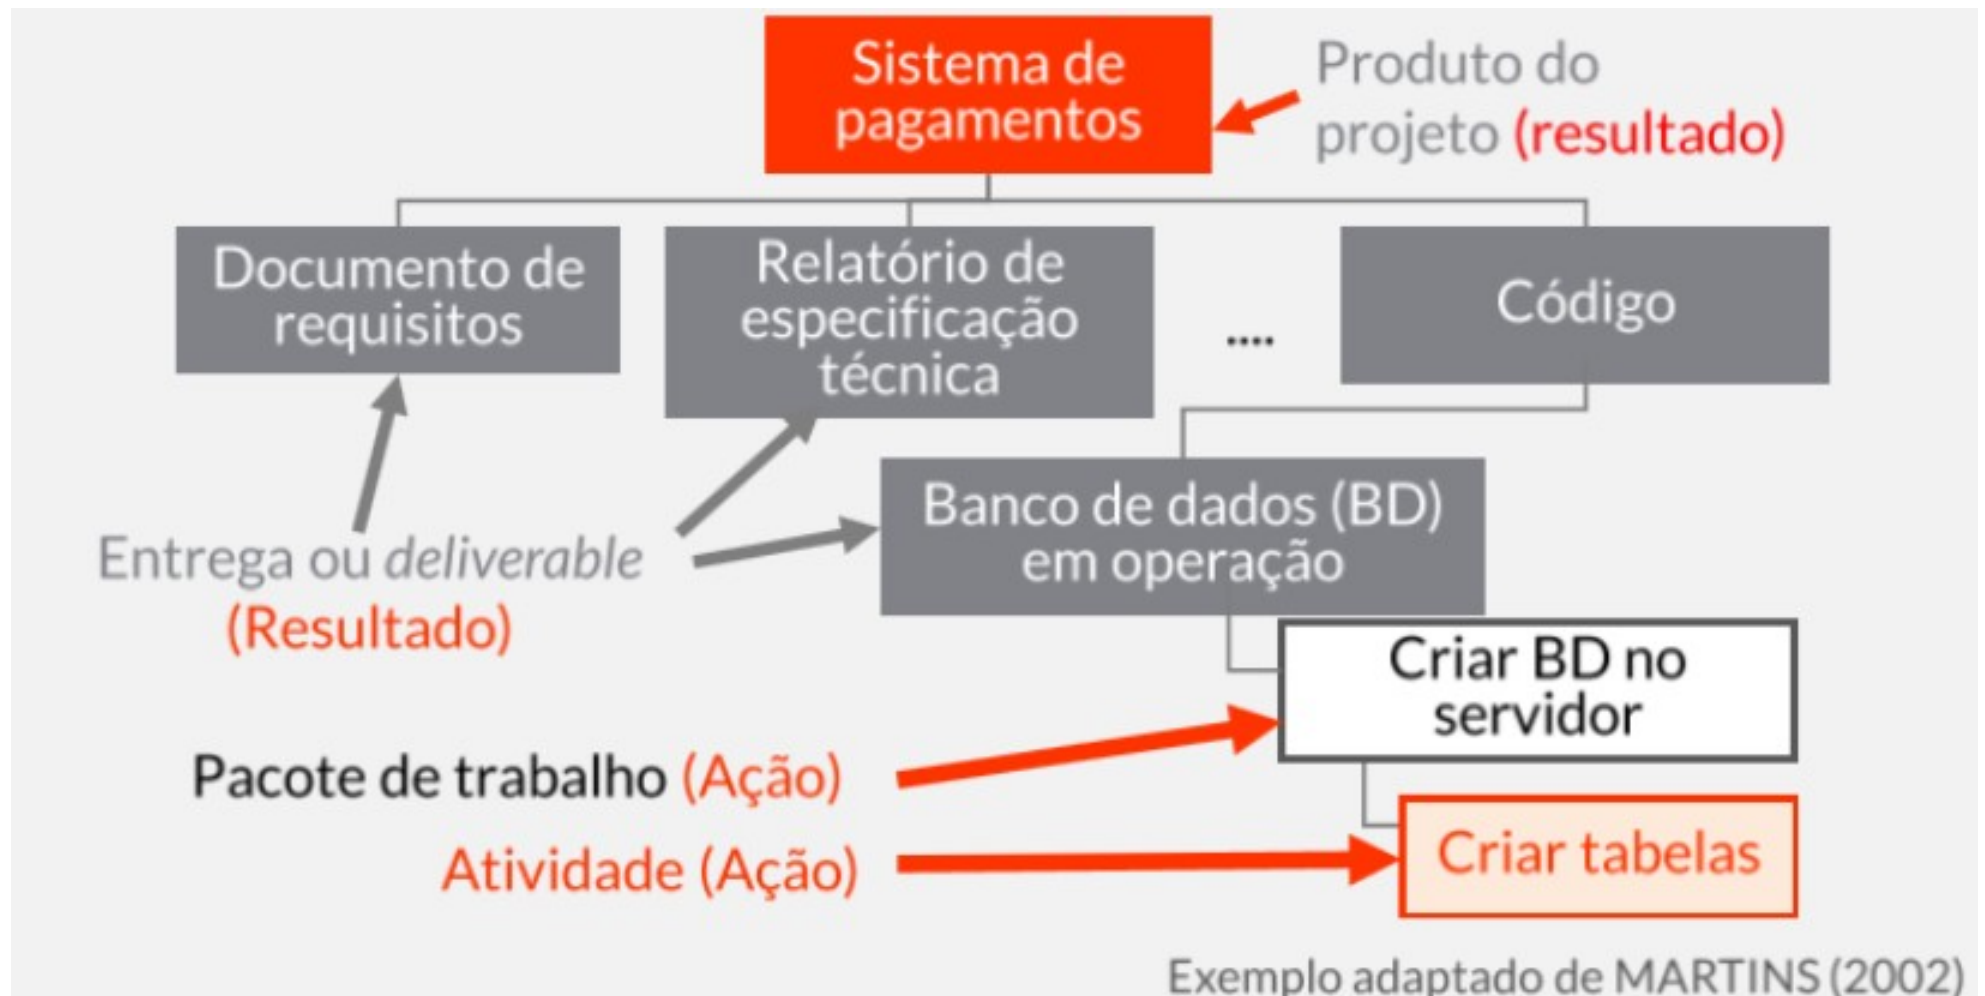 Sistema de
pagamentos
Produto do
projeto (resultado)
Documento de
requisitos
Relatório de
especificação
técnica
....
Código
Banco de dados (BD)
em operação
Entrega ou deliverable
(Resultado)
Criar BD no
servidor
Pacote de trabalho (Ação)
Atividade (Ação)
Criar tabelas
Exemplo adaptado de MARTINS (2002)